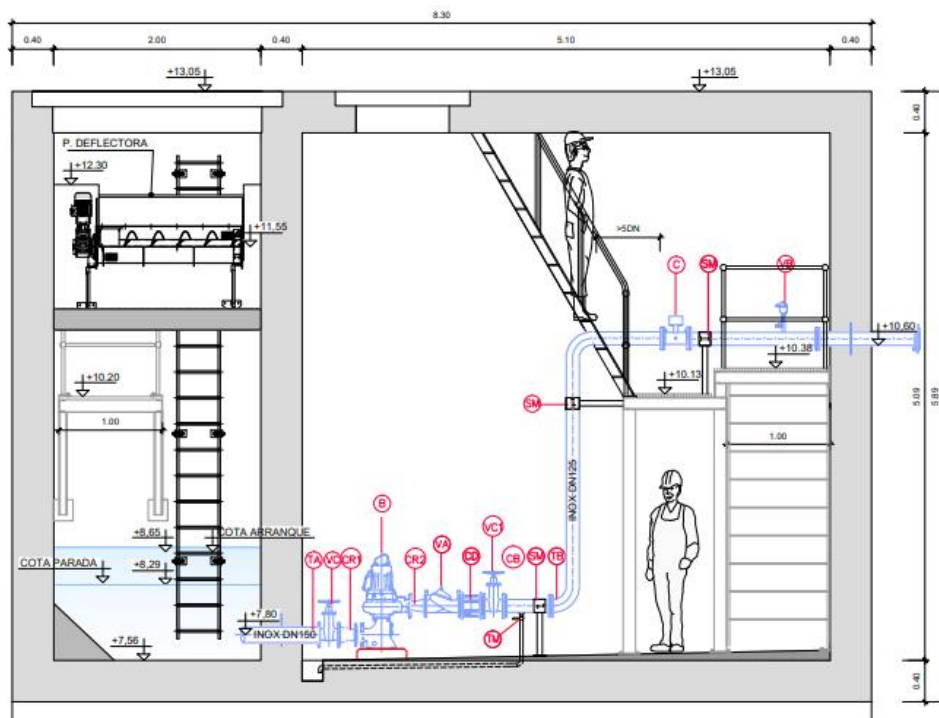 8.30
0.40 2.00 0.40 5.10 0.40
+13,05 +13,05
0.40
P. DEFLECTORA
+12.30
+11.55
>5DN
C SM VB
+10,60
+10.38
+10.20 +10.13
SM
1.00 1.00
5.09 5.89
INOX DN125
B
+8,65 COTA ARRANQUE
COTA PARADA +8,29
TA VC CR1 CR2 VA CD VC1 CB SM TB
+7,80
INOX DN150
TM
+7,56
0.40